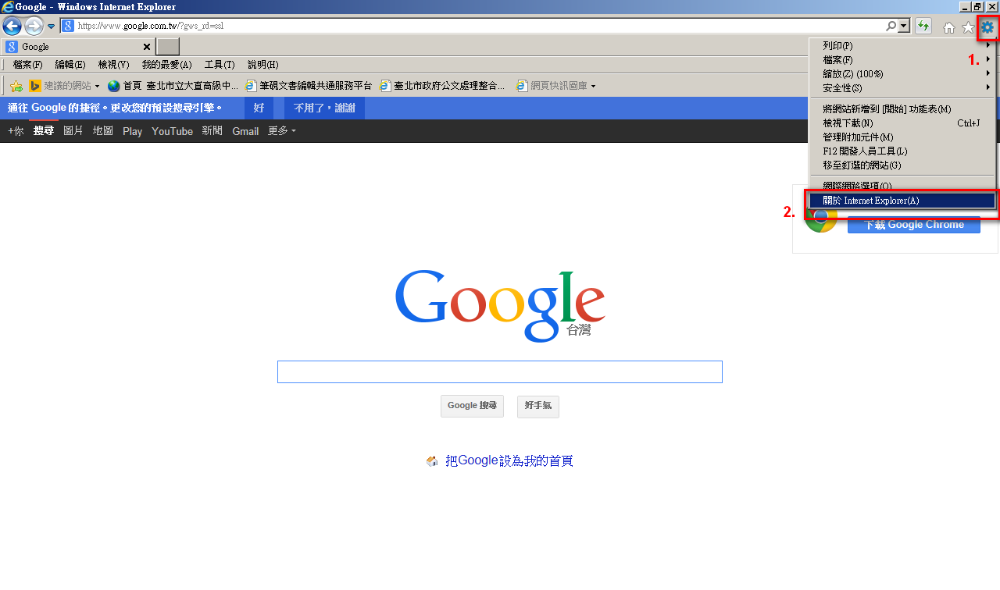 Google - Windows Internet Explorer
https://www.google.com.tw/?gws_rd=ssl
Google
檔案(F) 編輯(E) 檢視(V) 我的最愛(A) 工具(T) 說明(H)
建議的網站 首頁 臺北市立大直高級中... 筆硯文書編輯共通服務平台 臺北市政府公文處理整合... 網頁快訊圖庫
通往 Google 的捷徑。更改您的預設搜尋引擎。 好 不用了，謝謝
+你 搜尋 圖片 地圖 Play YouTube 新聞 Gmail 更多
1.
列印(P)
檔案(F)
縮放(Z) (100%)
安全性(S)
將網站新增到 [開始] 功能表(M)
檢視下載(N) Ctrl+J
管理附加元件(M)
F12 開發人員工具(L)
移至釘選的網站(G)
網際網路選項(O)
關於 Internet Explorer(A)
2.
下載 Google Chrome
Google
台灣
Google 搜尋 好手氣
把Google設為我的首頁